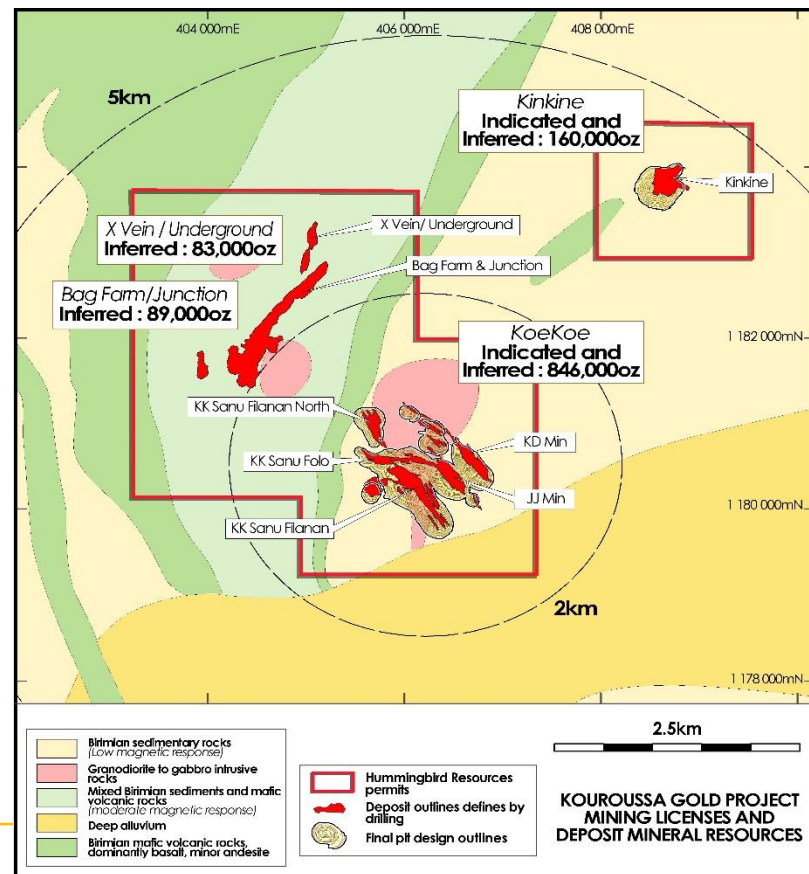 404 000mE
406 000mE
408 000mE
5km
Kinkine
Indicated and
Inferred : 160,000oz
Kinkine
X Vein / Underground
Inferred : 83,000oz
X Vein/ Underground
Bag Farm & Junction
Bag Farm/Junction
Inferred : 89,000oz
KoeKoe
Indicated and
Inferred : 846,000oz
1 182 000mN
KK Sanu Filanan North
KD Min
KK Sanu Folo
JJ Min
KK Sanu Filanan
1 180 000mN
2km
1 178 000mN
Birimian sedimentary rocks
(Low magnetic response)
Granodiorite to gabbro intrusive
rocks
Mixed Birimian sediments and mafic
volcanic rocks
(moderate magnetic response)
Deep alluvium
Birimian mafic volcanic rocks,
dominantly basalt, minor andesite
Hummingbird Resources
permits
Deposit outlines defines by
drilling
Final pit design outlines
2.5km
KOUROUSSA GOLD PROJECT
MINING LICENSES AND
DEPOSIT MINERAL RESOURCES